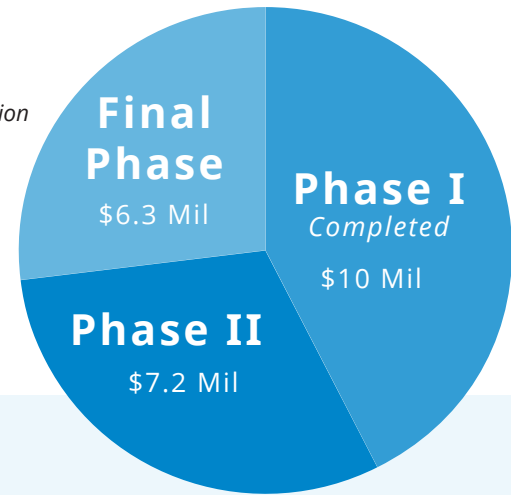 Final
Phase
$6.3 Mil
Phase I
Completed
$10 Mil
Phase II
$7.2 Mil